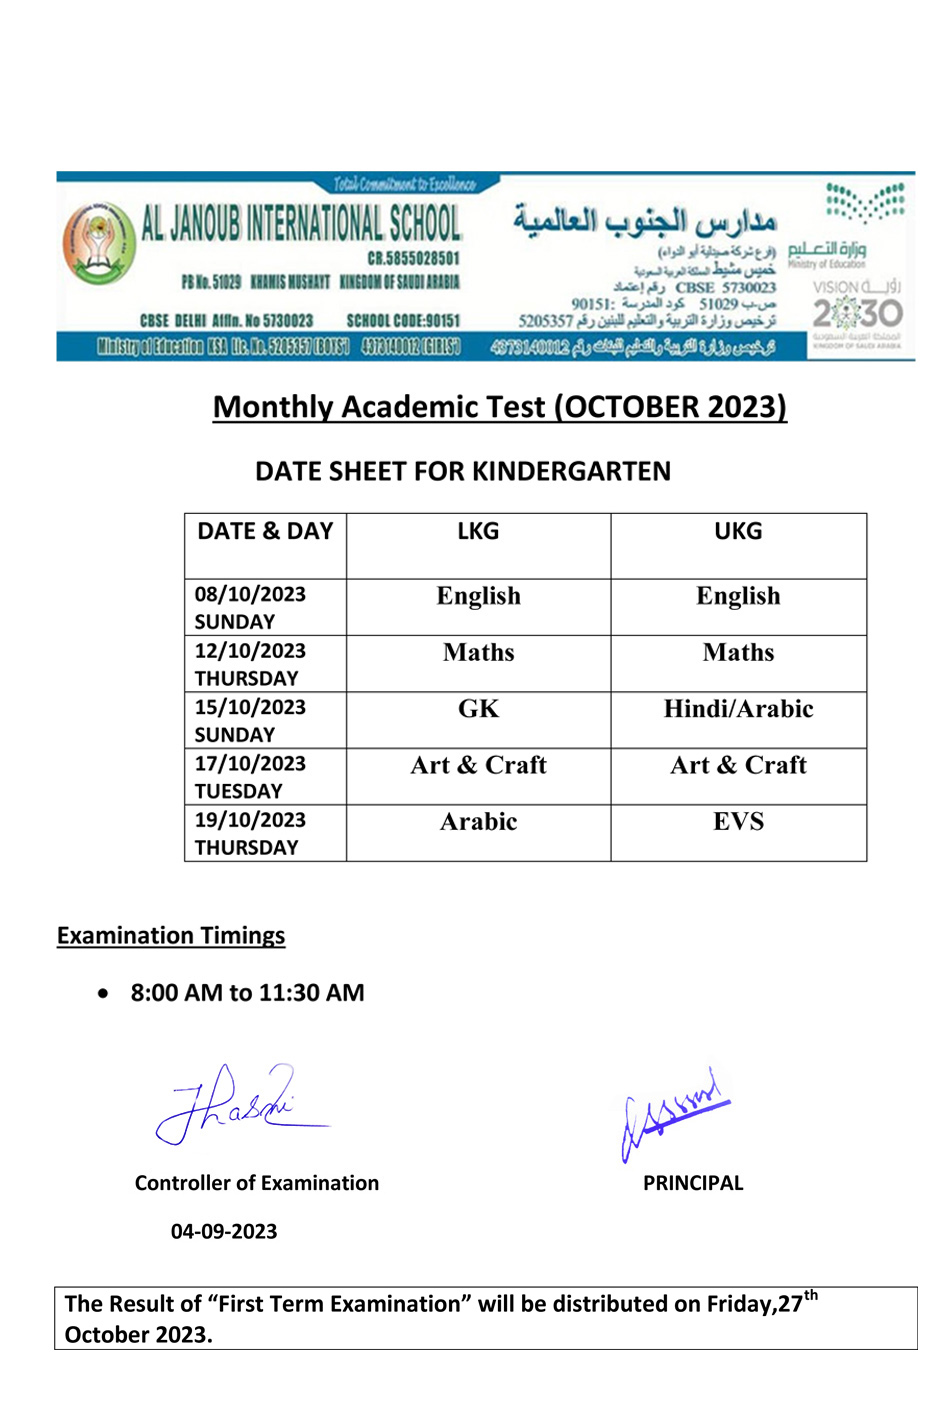 Total Commitment to Excellence
AL JANOUB INTERNATIONAL SCHOOL
CR.5855028501
PB No. 51029 KHAMIS MUSHAYT KINGDOM OF SAUDI ARABIA
CBSE DELHI Affln. No 5730023 SCHOOL CODE:90151
Ministry of Education KSA Lic. No. 5205357 (BOYS') 4373140012 (GIRLS')
مدارس الجنوب العالمية
(فرع شركة صيدلية أبو النواء)
خميس مشيط المملكة العربية السعودية
CBSE 5730023 رقم إعتماد
ص.ب 51029 كود المدرسة :90151
ترخيص وزارة التربية والتعليم للبنين رقم 5205357
ترخيص وزارة التربية والتعليم للبنات رقم 4373140012
وزارة التعليم
Ministry of Education
VISION رؤيــة
2030
المملكة العربية السعودية
KINGDOM OF SAUDI ARABIA
Monthly Academic Test (OCTOBER 2023)
DATE SHEET FOR KINDERGARTEN
DATE & DAY LKG UKG
08/10/2023 English English
SUNDAY
12/10/2023 Maths Maths
THURSDAY
15/10/2023 GK Hindi/Arabic
SUNDAY
17/10/2023 Art & Craft Art & Craft
TUESDAY
19/10/2023 Arabic EVS
THURSDAY
Examination Timings
• 8:00 AM to 11:30 AM
Controller of Examination PRINCIPAL
04-09-2023
The Result of “First Term Examination” will be distributed on Friday,27th
October 2023.